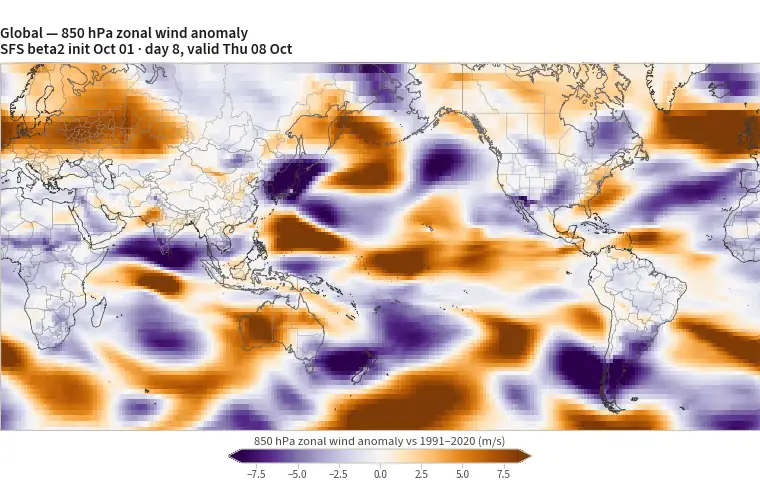 Global — 850 hPa zonal wind anomaly
SFS beta2 init Oct 01 · day 8, valid Thu 08 Oct
850 hPa zonal wind anomaly vs 1991–2020 (m/s)
−7.5 −5.0 −2.5 0.0 2.5 5.0 7.5